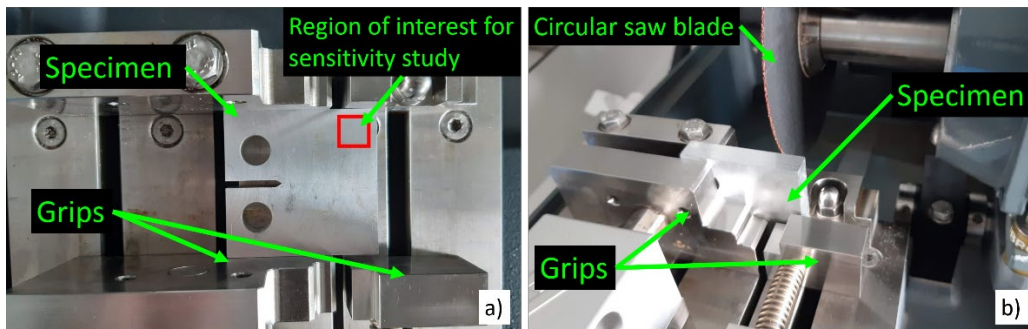 Region of interest for
sensitivity study
Specimen
Grips
a)
Circular saw blade
Specimen
Grips
b)